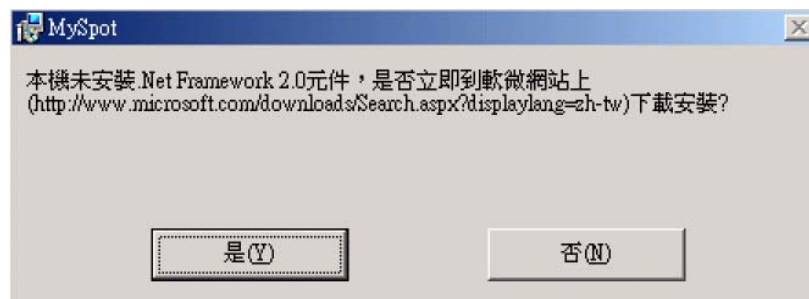 MySpot
本機未安裝.Net Framework 2.0元件，是否立即到軟微網站上
(http://www.microsoft.com/downloads/Search.aspx?displaylang=zh-tw)下載安裝?
是(Y)
否(N)